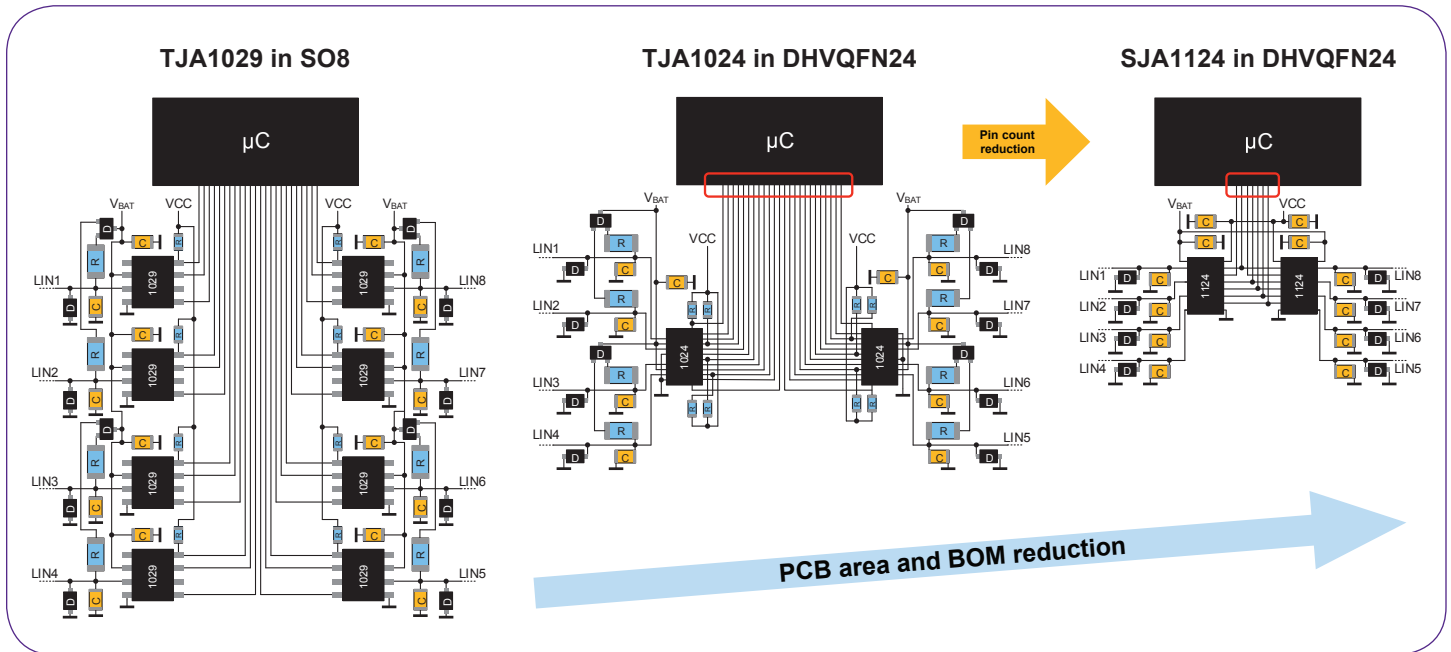 TJA1029 in SO8
µC
VBAT
VCC
VCC
VBAT
D
D
C
R
R
C
R
R
LIN1
1029
1029
LIN8
D
C
C
D
C
R
R
C
R
R
LIN2
1029
1029
LIN7
D
C
C
D
D
D
C
R
R
C
R
R
LIN3
1029
1029
LIN6
D
C
C
D
C
R
R
C
R
R
LIN4
1029
1029
LIN5
D
C
C
D
TJA1024 in DHVQFN24
µC
VBAT
VBAT
D
D
LIN1
R
VCC
VCC
R
LIN8
D
C
C
D
C
C
LIN2
R
R
R
R
R
R
LIN7
D
C
C
D
D
1024
1024
D
LIN3
R
R
LIN6
D
C
R
R
R
R
C
D
LIN4
R
R
LIN5
D
C
C
D
Pin count
reduction
SJA1124 in DHVQFN24
µC
VBAT
VCC
C
C
C
C
LIN1
D
C
1124
1124
C
D
LIN8
LIN2
D
C
C
D
LIN7
LIN3
D
C
C
D
LIN6
LIN4
D
C
C
D
LIN5
PCB area and BOM reduction